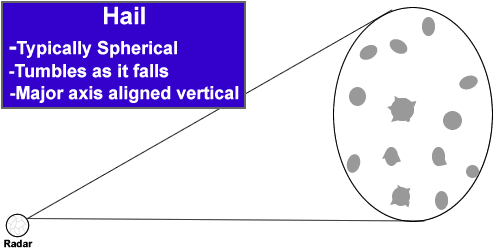 Hail
-Typically Spherical
-Tumbles as it falls
-Major axis aligned vertical
Radar